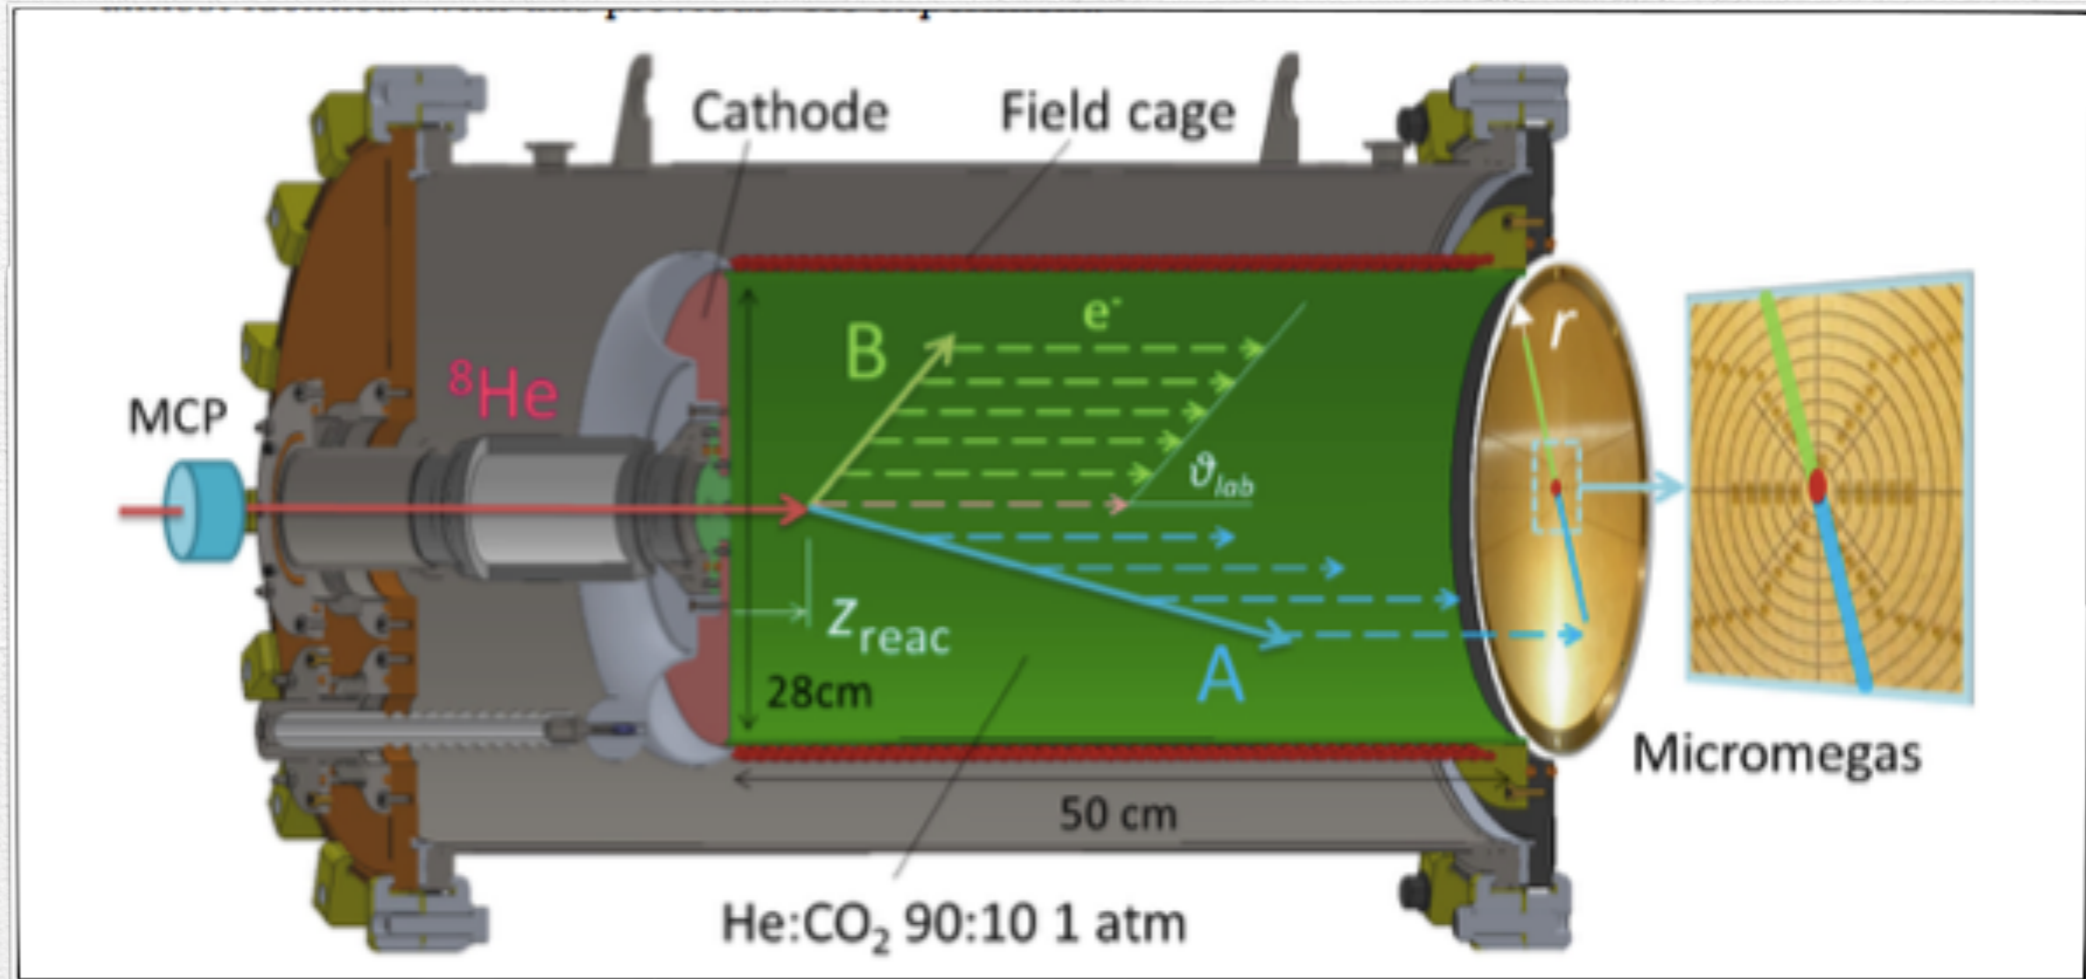 Cathode
Field cage
B
e⁻
r
⁸He
MCP
ϑlab
zreac
A
28cm
Micromegas
50 cm
He:CO₂ 90:10 1 atm